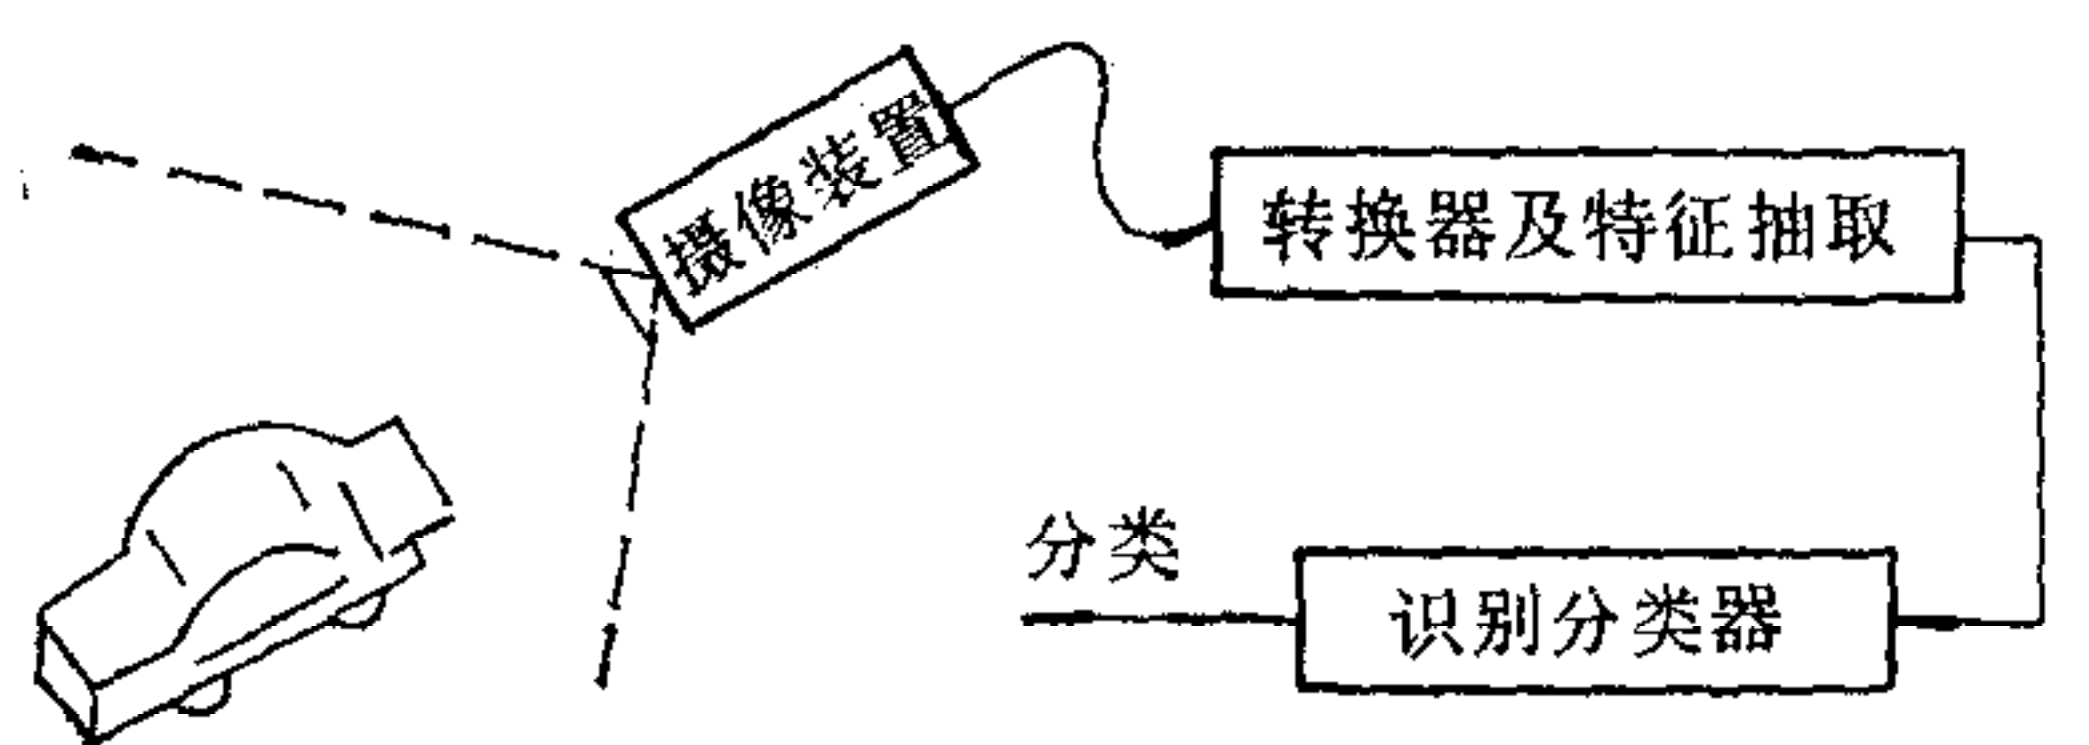 摄像装置
转换器及特征抽取
分类
识别分类器